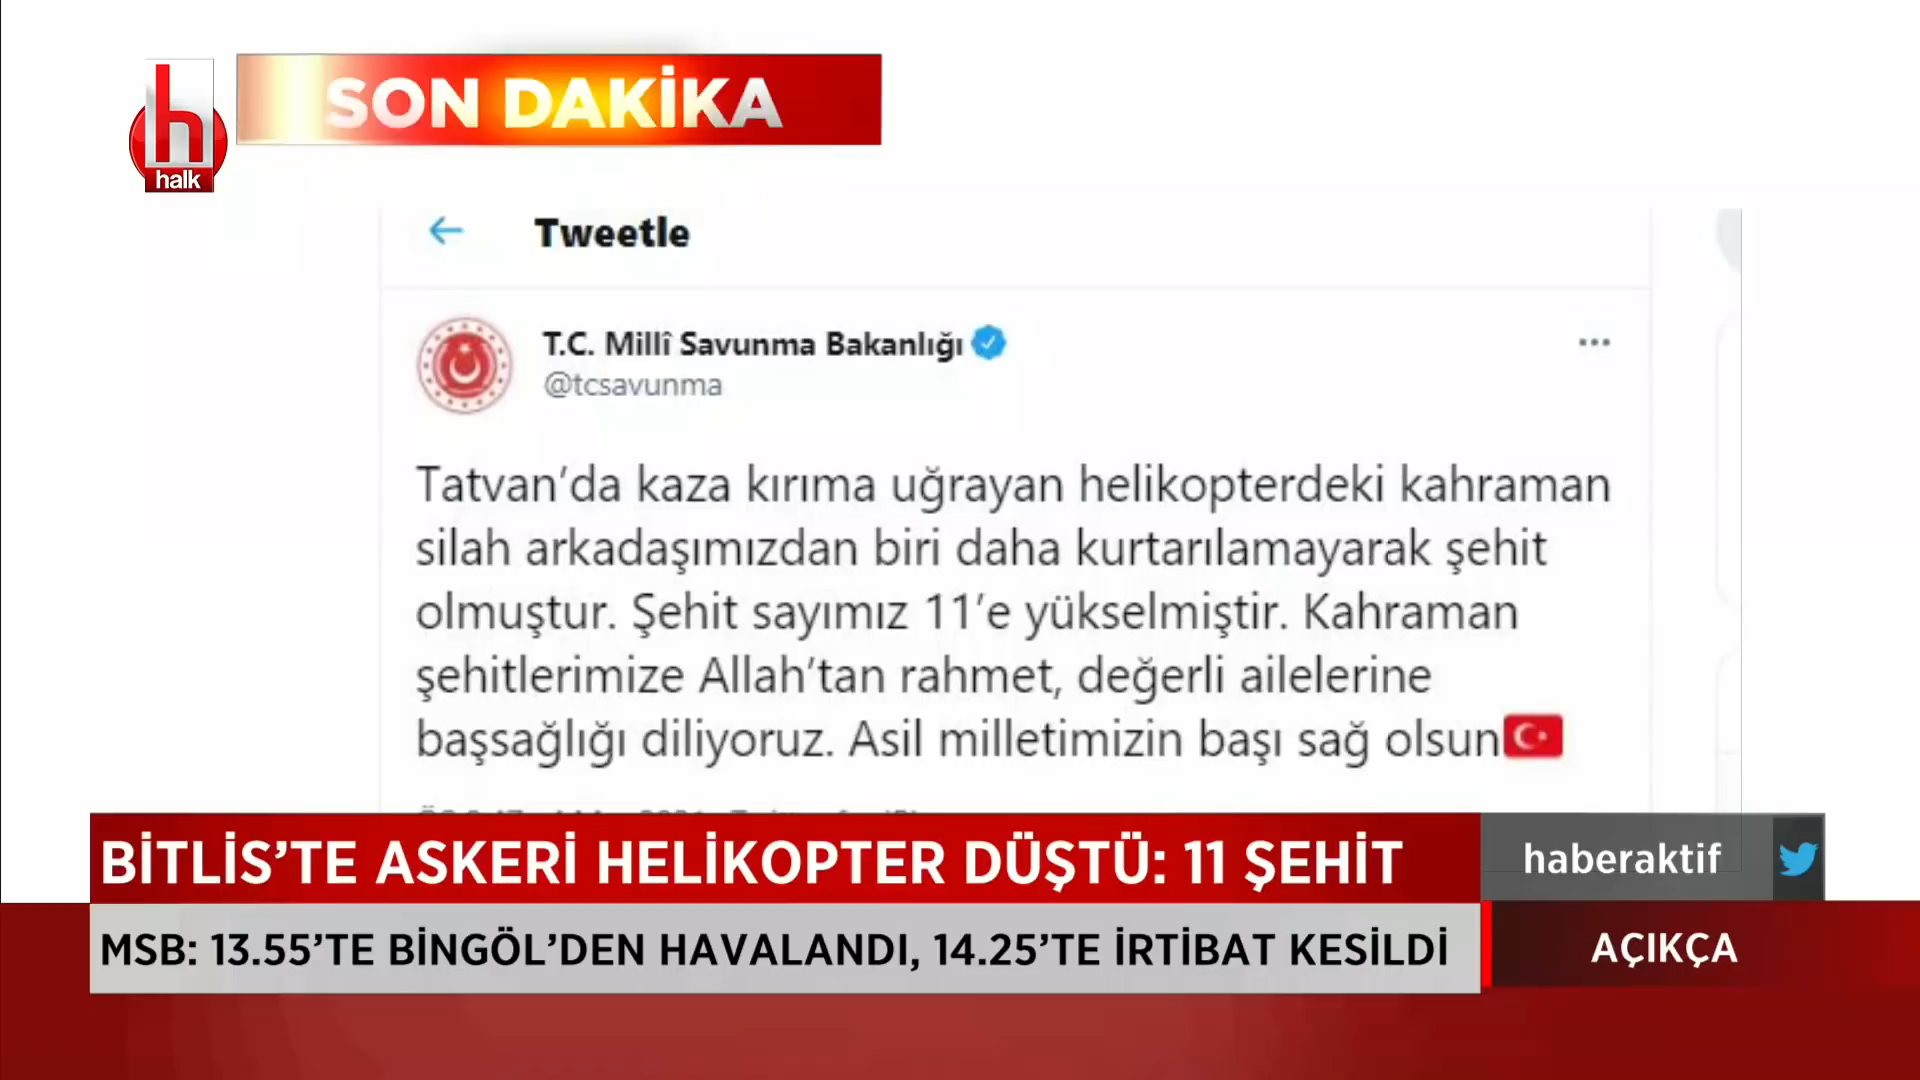 SON DAKİKA
h
halk
Tweetle
T.C. Millî Savunma Bakanlığı
@tcsavunma
Tatvan'da kaza kırıma uğrayan helikopterdeki kahraman
silah arkadaşımızdan biri daha kurtarılamayarak şehit
olmuştur. Şehit sayımız 11'e yükselmiştir. Kahraman
şehitlerimize Allah'tan rahmet, değerli ailelerine
başsağlığı diliyoruz. Asil milletimizin başı sağ olsun
BİTLİS'TE ASKERİ HELİKOPTER DÜŞTÜ: 11 ŞEHİT
haberaktif
MSB: 13.55'TE BİNGÖL'DEN HAVALANDI, 14.25'TE İRTİBAT KESİLDİ
AÇIKÇA